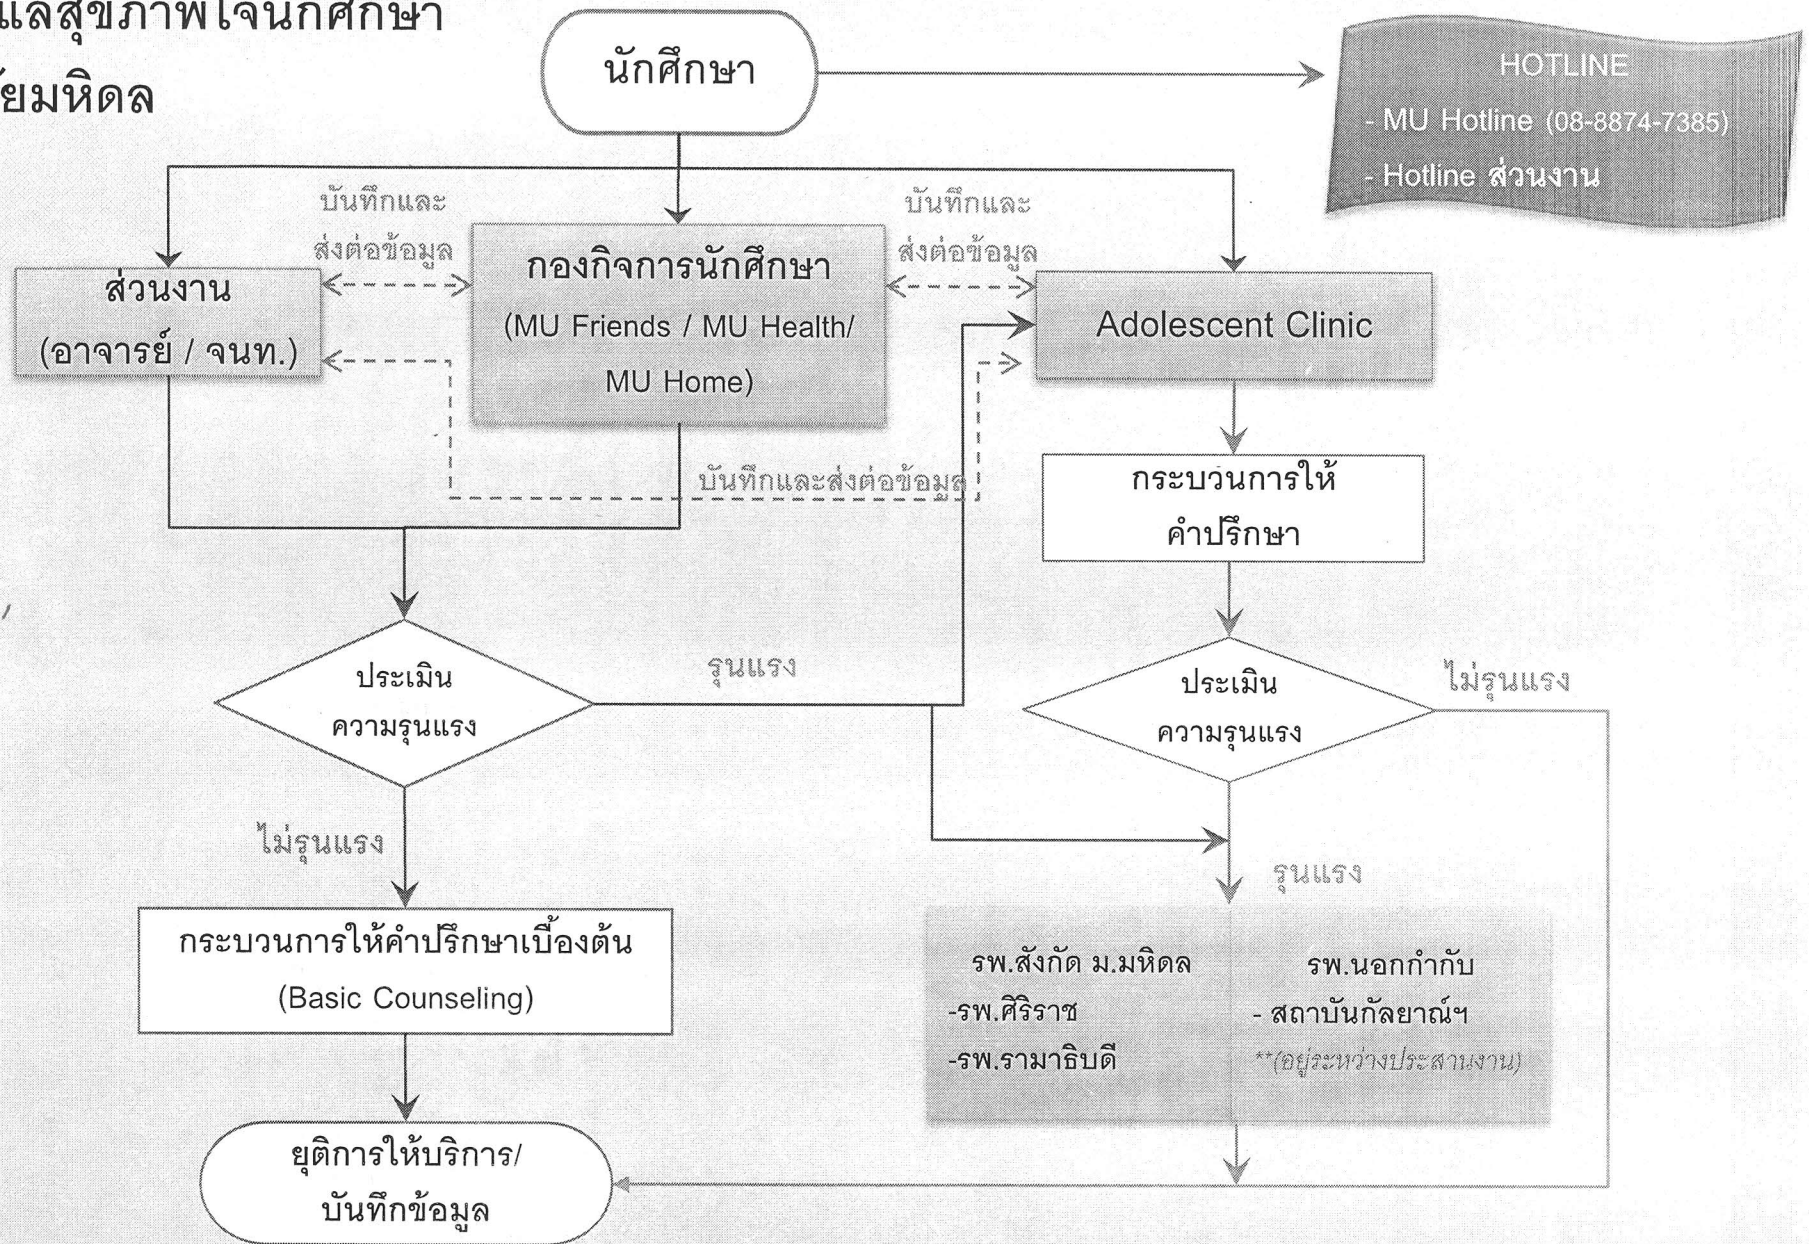 แลสุขภาพใจนักศึกษา
ยมหิดล
นักศึกษา
HOTLINE
- MU Hotline (08-8874-7385)
- Hotline ส่วนงาน
บันทึกและ
ส่งต่อข้อมูล
บันทึกและ
ส่งต่อข้อมูล
ส่วนงาน
(อาจารย์ / จนท.)
กองกิจการนักศึกษา
(MU Friends / MU Health/
MU Home)
Adolescent Clinic
บันทึกและส่งต่อข้อมูล
กระบวนการให้
คำปรึกษา
ประเมิน
ความรุนแรง
รุนแรง
ประเมิน
ความรุนแรง
ไม่รุนแรง
ไม่รุนแรง
รุนแรง
กระบวนการให้คำปรึกษาเบื้องต้น
(Basic Counseling)
รพ.สังกัด ม.มหิดล
-รพ.ศิริราช
-รพ.รามาธิบดี
รพ.นอกกำกับ
- สถาบันกัลยาณ์ฯ
**(อยู่ระหว่างประสานงาน)
ยุติการให้บริการ/
บันทึกข้อมูล